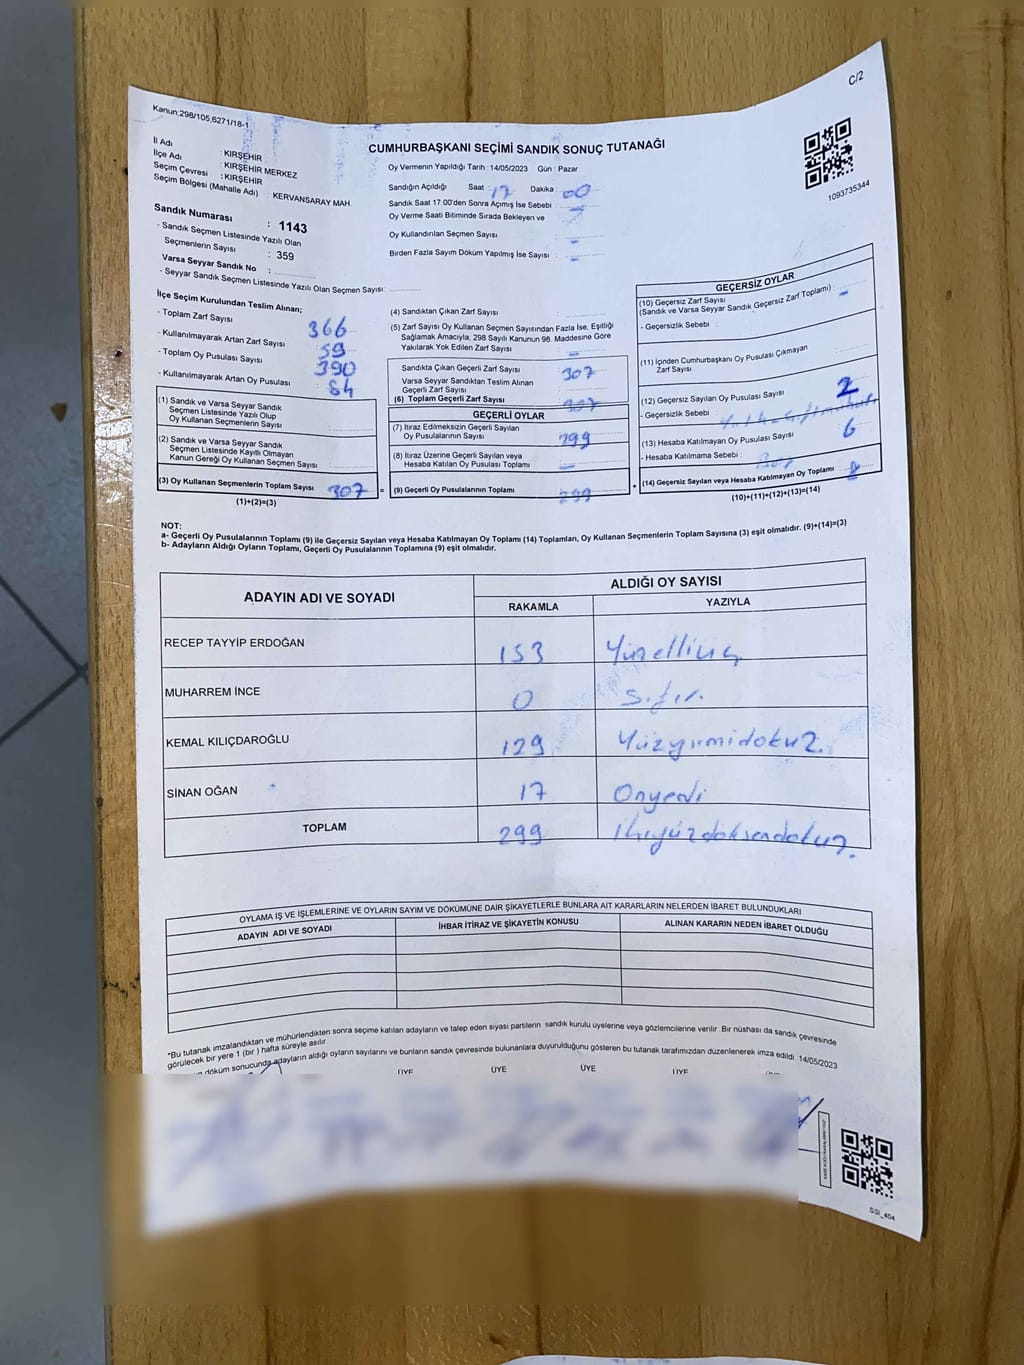 C/2
Kanun;298/105,6271/18-1
CUMHURBAŞKANI SEÇİMİ SANDIK SONUÇ TUTANAĞI
1093735344
İl Adı : KIRŞEHİR
İlçe Adı : KIRŞEHİR MERKEZ
Seçim Çevresi : KIRŞEHİR
Seçim Bölgesi (Mahalle Adı) : KERVANSARAY MAH.
Sandık Numarası : 1143
- Sandık Seçmen Listesinde Yazılı Olan
Seçmenlerin Sayısı : 359
Varsa Seyyar Sandık No :
- Seyyar Sandık Seçmen Listesinde Yazılı Olan Seçmen Sayısı:
Oy Vermenin Yapıldığı Tarih : 14/05/2023 Gün : Pazar
Sandığın Açıldığı Saat : 17 Dakika : 00
Sandık Saat 17.00'den Sonra Açımış İse Sebebi : -
Oy Verme Saati Bitiminde Sırada Bekleyen ve
Oy Kullandırılan Seçmen Sayısı : -
Birden Fazla Sayım Döküm Yapılmış İse Sayısı : -
İlçe Seçim Kurulundan Teslim Alınan;
- Toplam Zarf Sayısı : 366
- Kullanılmayarak Artan Zarf Sayısı : 59
- Toplam Oy Pusulası Sayısı : 390
- Kullanılmayarak Artan Oy Pusulası : 84
(1) Sandık ve Varsa Seyyar Sandık
Seçmen Listesinde Yazılı Olup
Oy Kullanan Seçmenlerin Sayısı :
(2) Sandık ve Varsa Seyyar Sandık
Seçmen Listesinde Kayıtlı Olmayan
Kanun Gereği Oy Kullanan Seçmen Sayısı :
(3) Oy Kullanan Seçmenlerin Toplam Sayısı : 307
(1)+(2)=(3)
(4) Sandıktan Çıkan Zarf Sayısı :
(5) Zarf Sayısı Oy Kullanan Seçmen Sayısından Fazla İse, Eşitliği
Sağlamak Amacıyla; 298 Sayılı Kanunun 98. Maddesine Göre
Yakılarak Yok Edilen Zarf Sayısı : -
Sandıkta Çıkan Geçerli Zarf Sayısı : 307
Varsa Seyyar Sandıktan Teslim Alınan
Geçerli Zarf Sayısı :
(6) Toplam Geçerli Zarf Sayısı : 307
GEÇERLİ OYLAR
(7) İtiraz Edilmeksizin Geçerli Sayılan
Oy Pusulalarının Sayısı : 299
(8) İtiraz Üzerine Geçerli Sayılan veya
Hesaba Katılan Oy Pusulası Toplamı : -
(9) Geçerli Oy Pusulalarının Toplamı : 299
GEÇERSİZ OYLAR
(10) Geçersiz Zarf Sayısı
(Sandık ve Varsa Seyyar Sandık Geçersiz Zarf Toplamı) : -
- Geçersizlik Sebebi :
(11) İçinden Cumhurbaşkanı Oy Pusulası Çıkmayan
Zarf Sayısı :
(12) Geçersiz Sayılan Oy Pusulası Sayısı : 2
- Geçersizlik Sebebi :
(13) Hesaba Katılmayan Oy Pusulası Sayısı : 6
- Hesaba Katılmama Sebebi :
(14) Geçersiz Sayılan veya Hesaba Katılmayan Oy Toplamı : 8
(10)+(11)+(12)+(13)=(14)
NOT:
a- Geçerli Oy Pusulalarının Toplamı (9) ile Geçersiz Sayılan veya Hesaba Katılmayan Oy Toplamı (14) Toplamları, Oy Kullanan Seçmenlerin Toplam Sayısına (3) eşit olmalıdır. (9)+(14)=(3)
b- Adayların Aldığı Oyların Toplamı, Geçerli Oy Pusulalarının Toplamına (9) eşit olmalıdır.
ADAYIN ADI VE SOYADI ALDIĞI OY SAYISI
RAKAMLA YAZIYLA
RECEP TAYYİP ERDOĞAN 153 Yüzelliüç
MUHARREM İNCE 0 Sıfır.
KEMAL KILIÇDAROĞLU 129 Yüzyirmidokuz.
SİNAN OĞAN 17 Onyedi
TOPLAM 299 ikiyüzdoksandokuz.
OYLAMA İŞ VE İŞLEMLERİNE VE OYLARIN SAYIM VE DÖKÜMÜNE DAİR ŞİKAYETLERLE BUNLARA AİT KARARLARIN NELERDEN İBARET BULUNDUKLARI
ADAYIN ADI VE SOYADI İHBAR İTİRAZ VE ŞİKAYETİN KONUSU ALINAN KARARIN NEDEN İBARET OLDUĞU
*Bu tutanak imzalandıktan ve mühürlendikten sonra seçime katılan adayların ve talep eden siyasi partilerin sandık kurulu üyelerine veya gözlemcilerine verilir. Bir nüshası da sandık çevresinde
görülecek bir yere 1 (bir ) hafta süreyle asılır.
döküm sonucunda adayların aldığı oyların sayılarını ve bunların sandık çevresinde bulunanlara duyurulduğunu gösteren bu tutanak tarafımızdan düzenlenerek imza edildi. 14/05/2023
ÜYE ÜYE ÜYE ÜYE
SSI_404